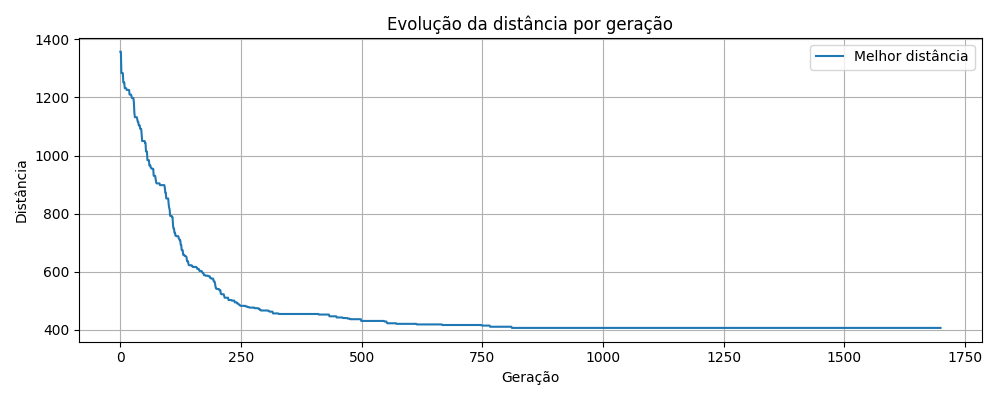 Evolução da distância por geração
Melhor distância
Distância
1400
1200
1000
800
600
400
0 250 500 750 1000 1250 1500 1750
Geração